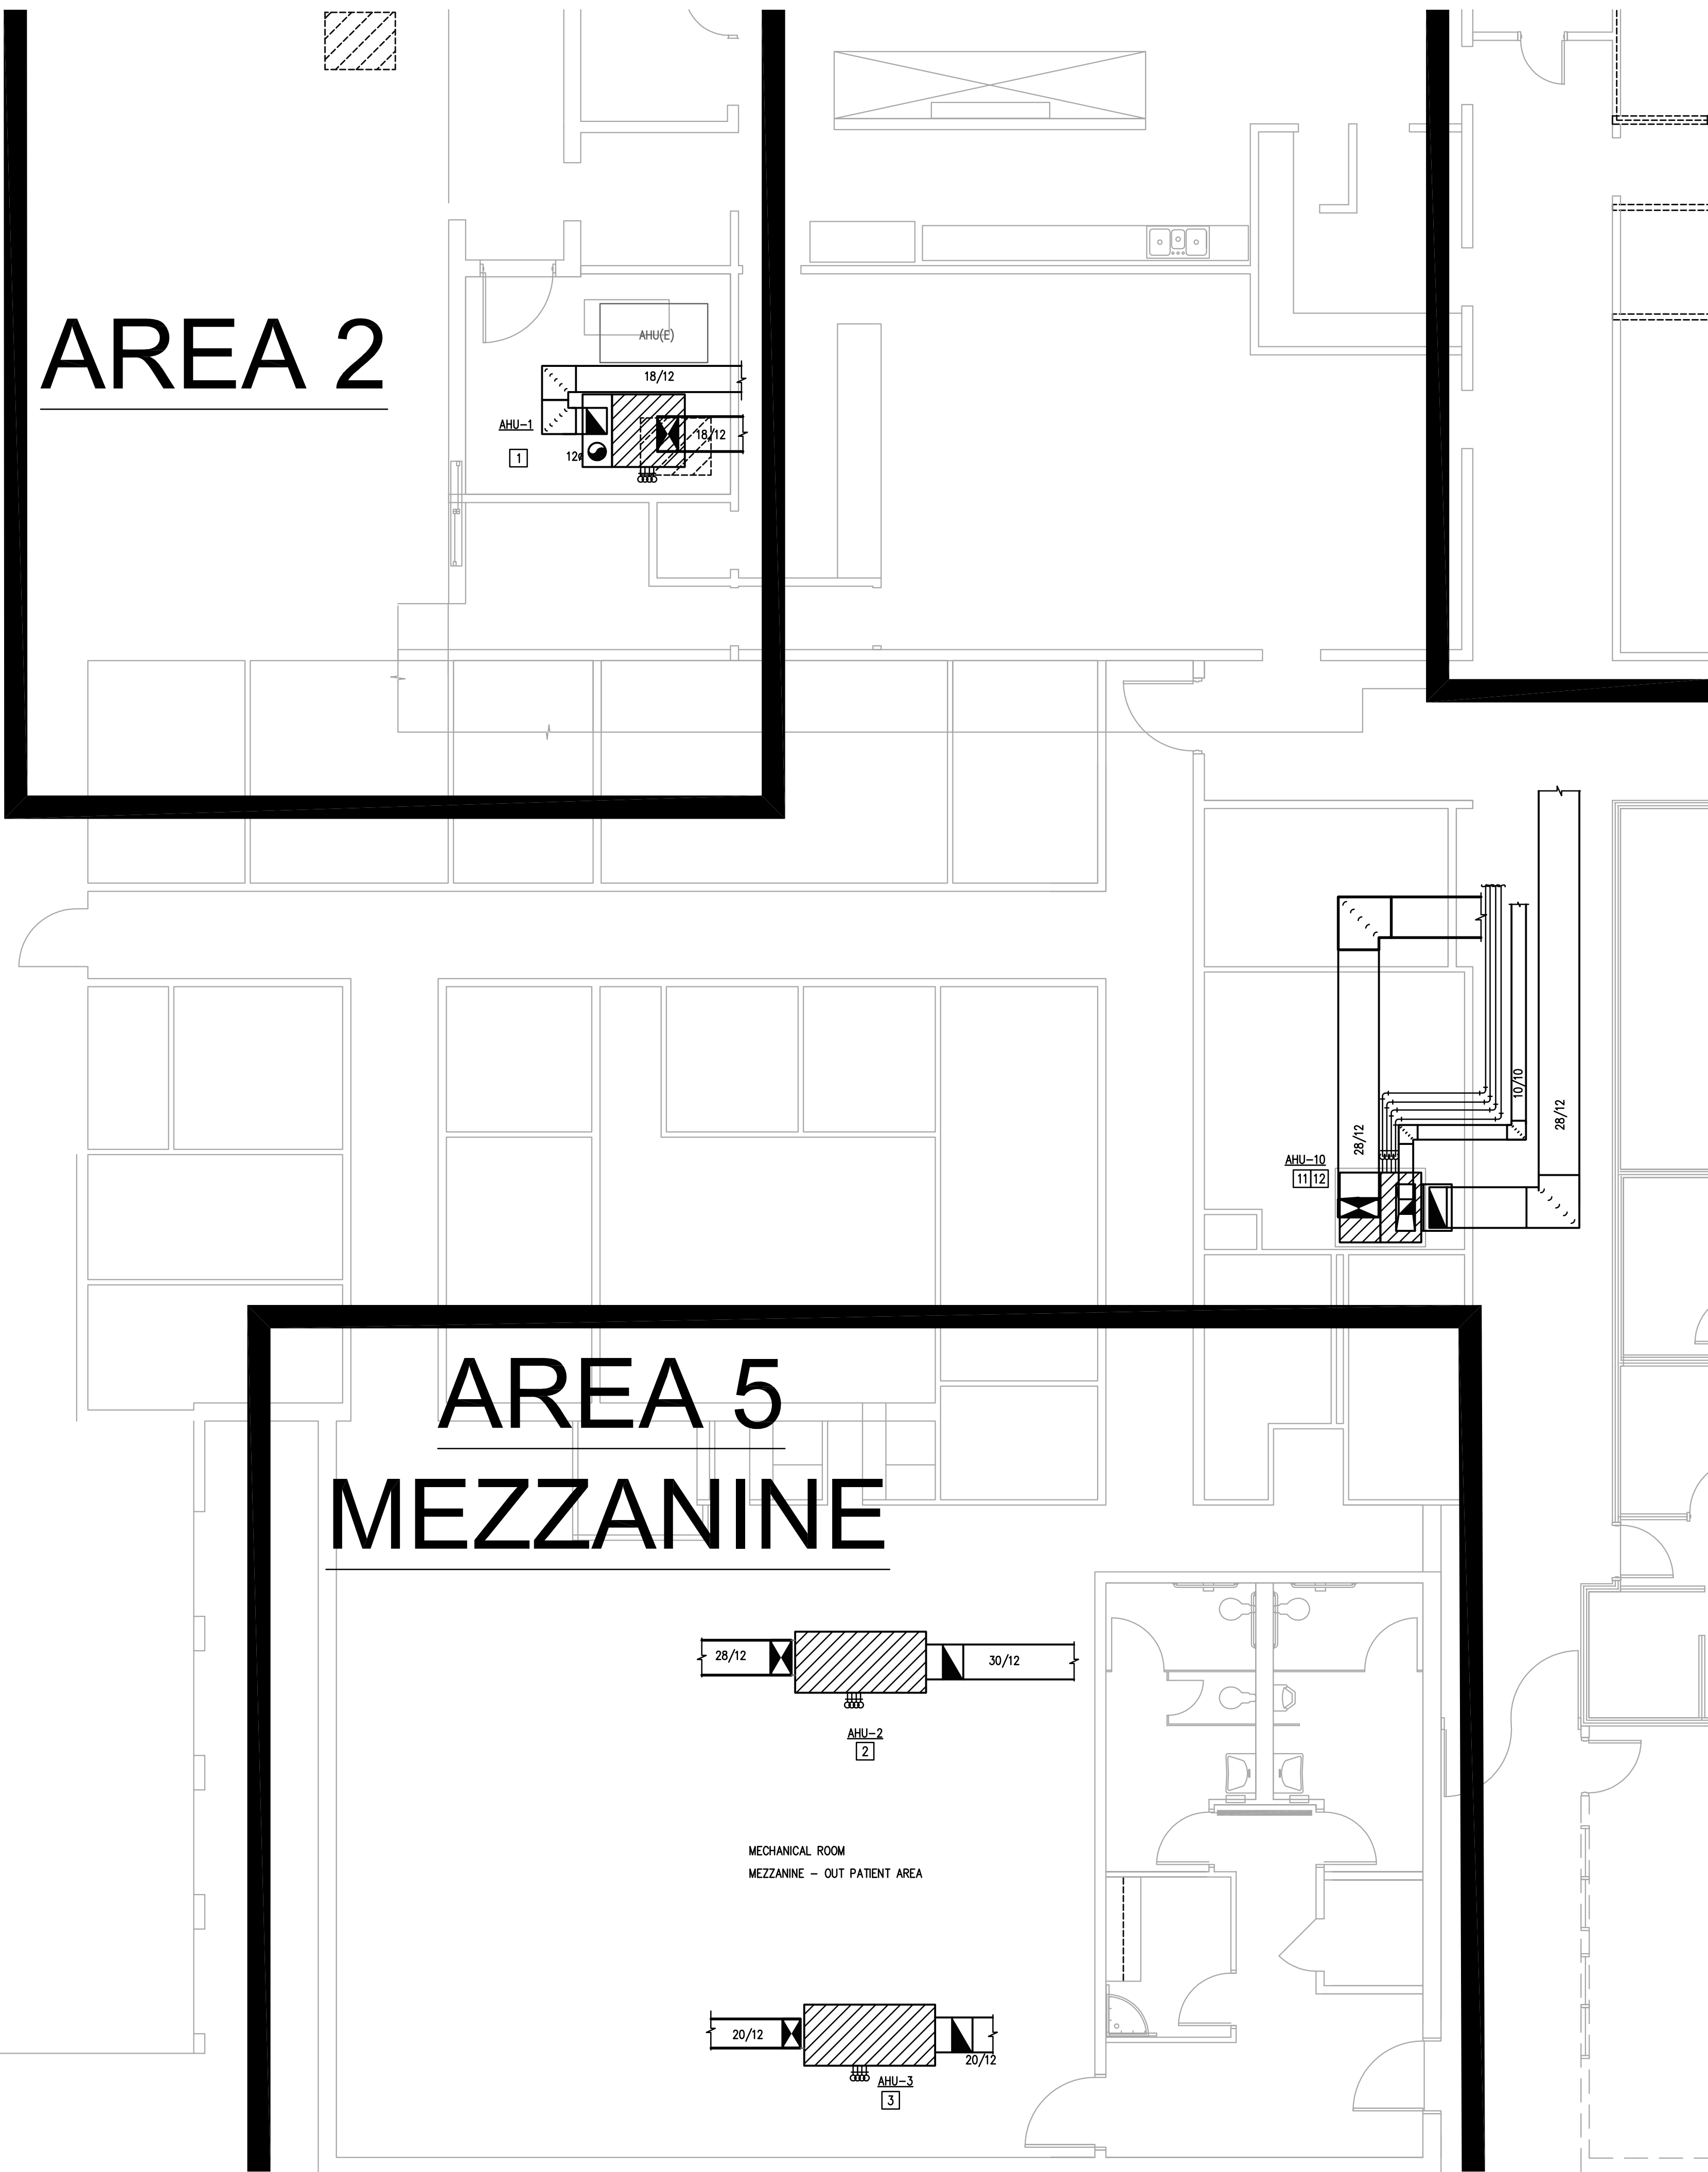 AREA 2
AHU(E)
18/12
AHU-1
18/12
1
12ø
10/10
28/12
28/12
AHU-10
11 12
AREA 5
MEZZANINE
28/12
30/12
AHU-2
2
MECHANICAL ROOM
MEZZANINE - OUT PATIENT AREA
20/12
20/12
AHU-3
3